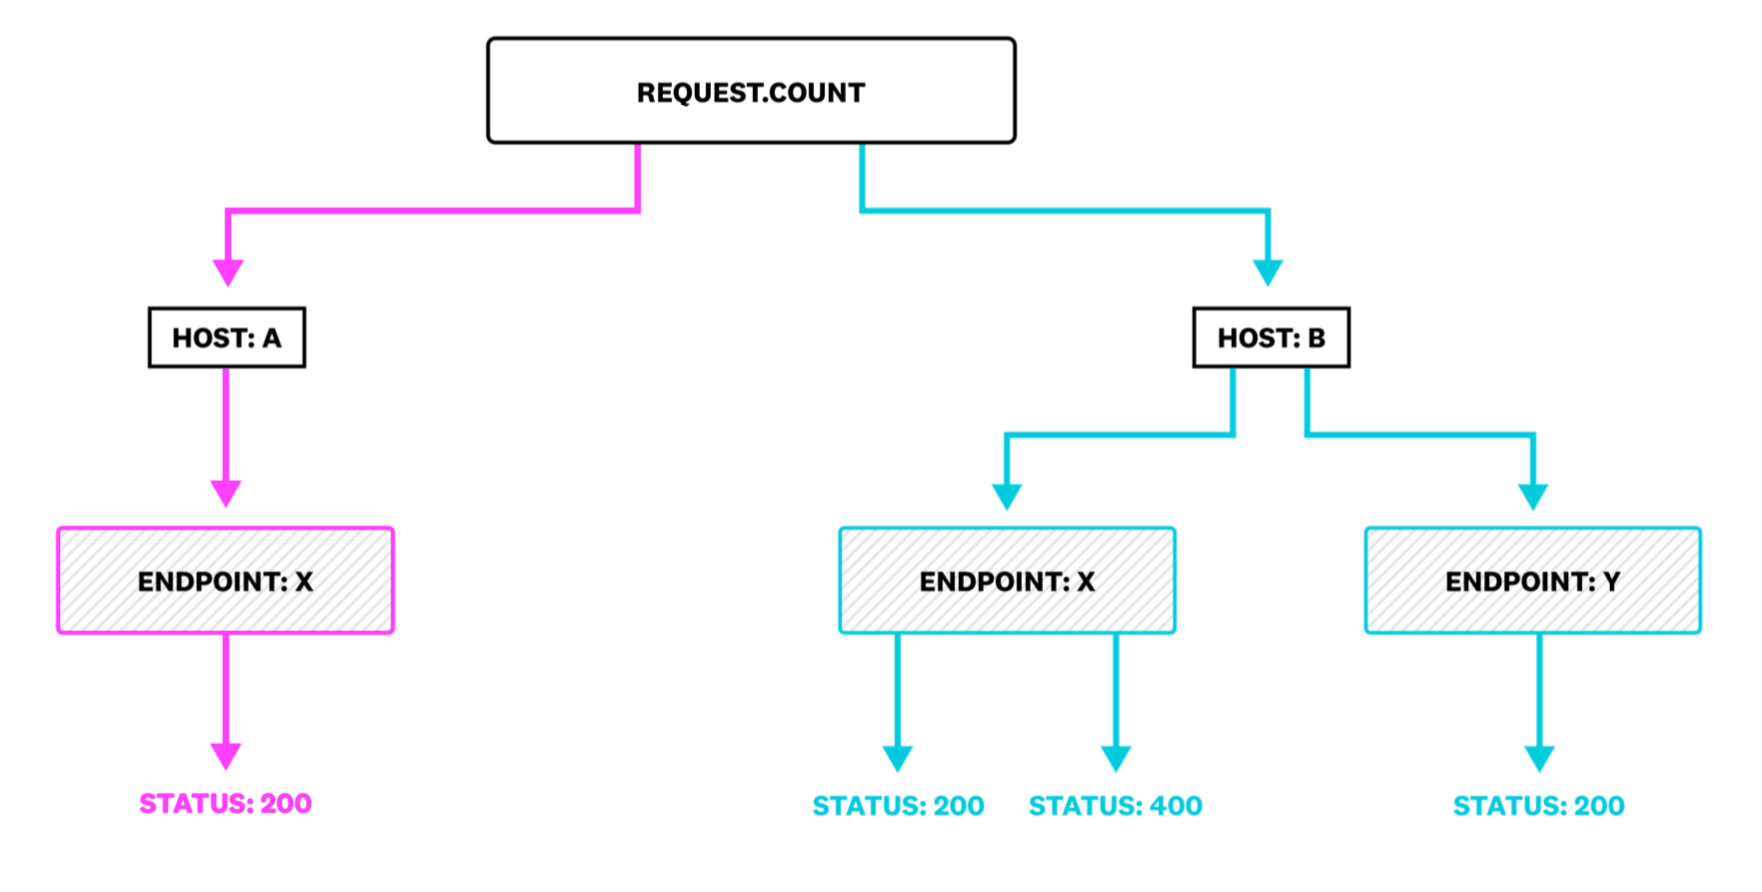 REQUEST.COUNT
HOST: A
HOST: B
ENDPOINT: X
ENDPOINT: X
ENDPOINT: Y
STATUS: 200
STATUS: 200
STATUS: 400
STATUS: 200